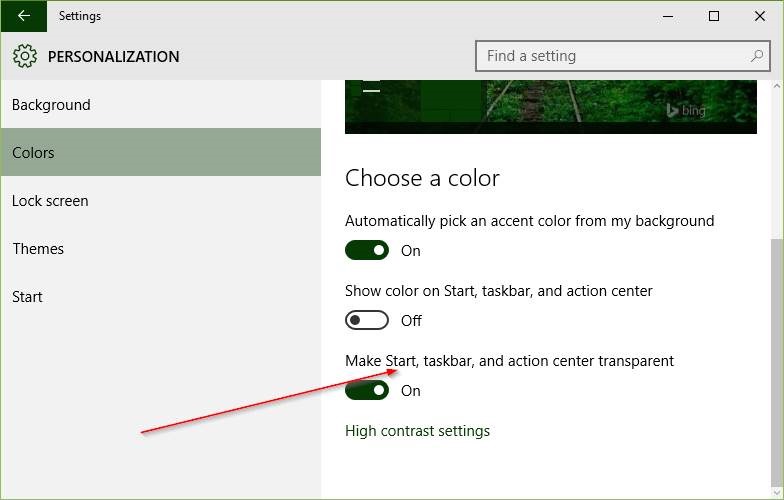 Settings
PERSONALIZATION
Find a setting
Background
Colors
Lock screen
Themes
Start
bing
Choose a color
Automatically pick an accent color from my background
On
Show color on Start, taskbar, and action center
Off
Make Start, taskbar, and action center transparent
On
High contrast settings